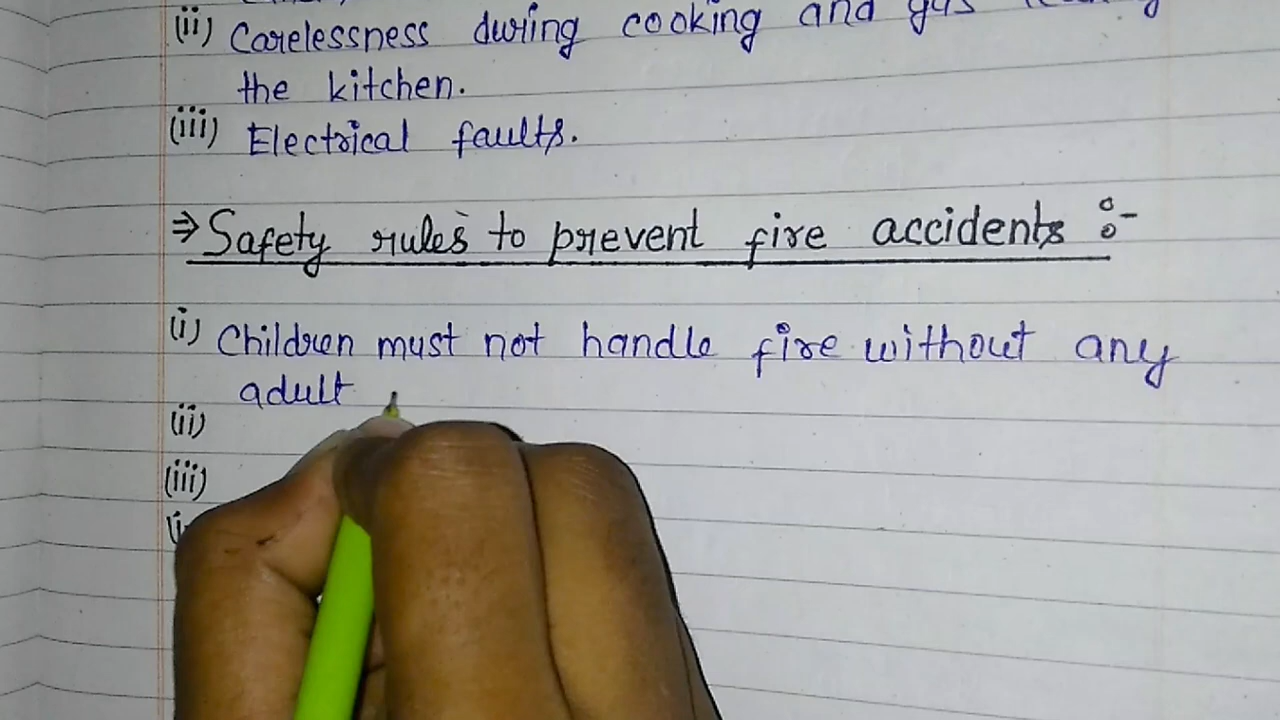 (ii) Carelessness during cooking and gas
the kitchen.
(iii) Electrical faults.
⇒ Safety rules to prevent fire accidents :-
(i) Children must not handle fire without any
adult
(ii)
(iii)